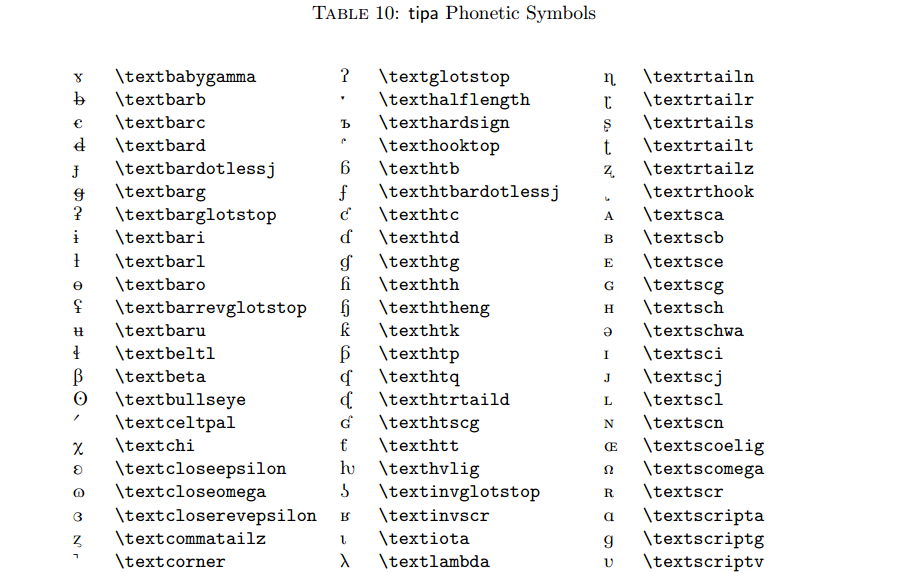 TABLE 10: tipa Phonetic Symbols
ɤ \textbabygamma ʔ \textglotstop ɳ \textrtailn
ƀ \textbarb ˑ \texthalflength ɽ \textrtailr
\textbarc ъ \texthardsign ʂ \textrtails
đ \textbard \texthooktop ʈ \textrtailt
ɟ \textbardotlessj ɓ \texthtb ʐ \textrtailz
ǥ \textbarg ʄ \texthtbardotlessj ˯ \textrthook
ʡ \textbarglotstop ƈ \texthtc ᴀ \textsca
ɨ \textbari ɗ \texthtd ʙ \textscb
ƚ \textbarl ɠ \texthtg ᴇ \textsce
ɵ \textbaro ɦ \texthth ɢ \textscg
ʢ \textbarrevglotstop ɧ \texththeng ʜ \textsch
ʉ \textbaru ƙ \texthtk ə \textschwa
ɬ \textbeltl ƥ \texthtp ɪ \textsci
β \textbeta ʠ \texthtq ᴊ \textscj
ʘ \textbullseye ᶑ \texthtrtaild ʟ \textscl
ˊ \textceltpal ʛ \texthtscg ɴ \textscn
χ \textchi ƭ \texthtt ɶ \textscoelig
ʚ \textcloseepsilon ƕ \texthvlig ꭥ \textscomega
ɷ \textcloseomega ʖ \textinvglotstop ʀ \textscr
ɞ \textcloserevepsilon ʁ \textinvscr ɑ \textscripta
z̦ \textcommatailz ɩ \textiota ɡ \textscriptg
˺ \textcorner λ \textlambda ʋ \textscriptv